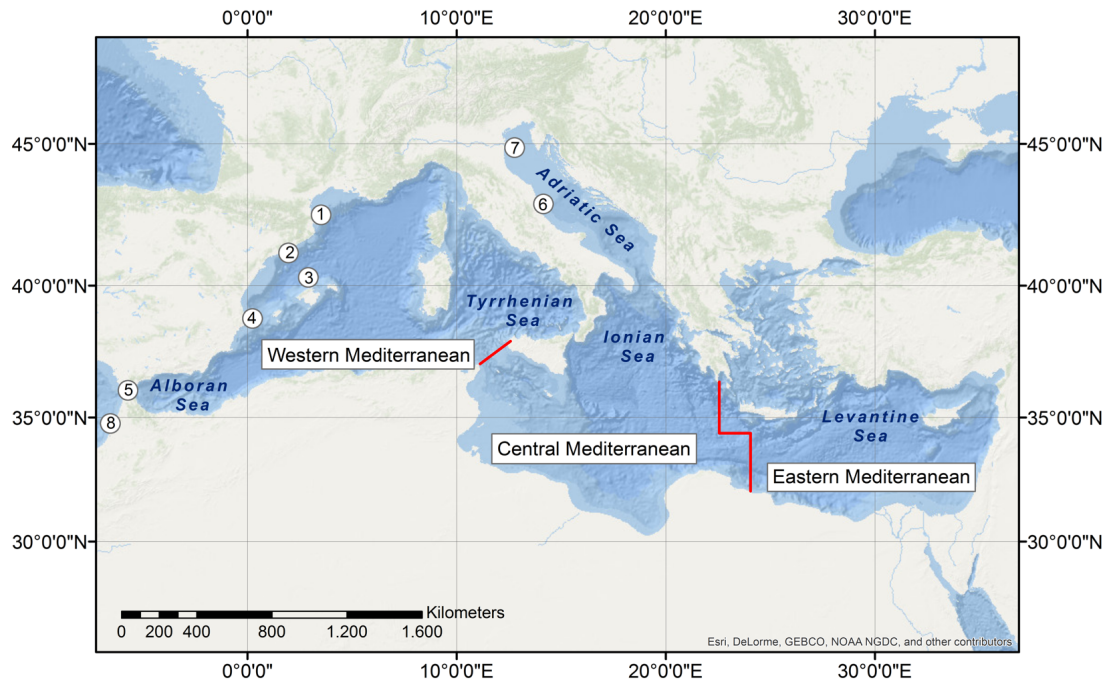 0°0'0" 10°0'0"E 20°0'0"E 30°0'0"E
45°0'0"N 45°0'0"N
7
Adriatic Sea
6
1
2
3
40°0'0"N 40°0'0"N
Tyrrhenian
Sea
4
Ionian
Sea
Western Mediterranean
5
Alboran
Sea
8
35°0'0"N 35°0'0"N
Levantine
Sea
Central Mediterranean
Eastern Mediterranean
30°0'0"N 30°0'0"N
Kilometers
0 200 400 800 1.200 1.600
Esri, DeLorme, GEBCO, NOAA NGDC, and other contributors
0°0'0" 10°0'0"E 20°0'0"E 30°0'0"E